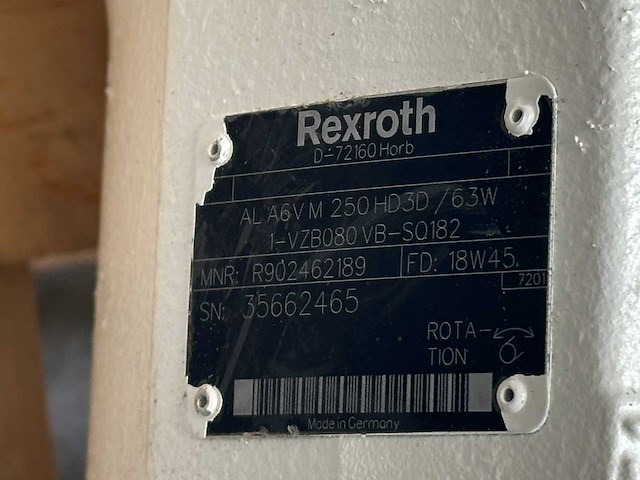 Rexroth
D-72160 Horb
AL A6V M 250 HD3D /63W
1-VZB080 VB-SQ182
MNR: R902462189 FD: 18W45
7201
SN: 35662465
ROTA-
TION
Made in Germany